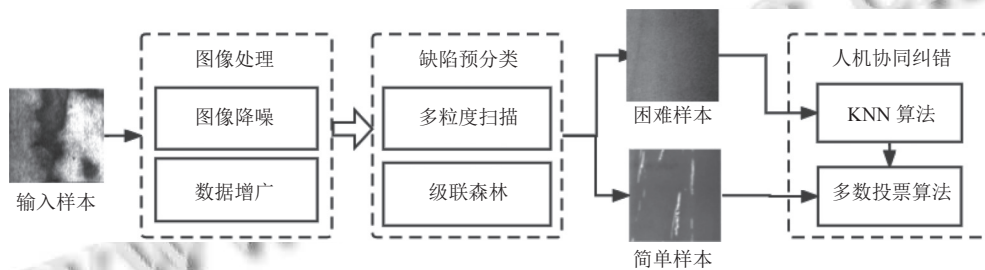 输入样本
图像处理
图像降噪
数据增广
缺陷预分类
多粒度扫描
级联森林
困难样本
简单样本
人机协同纠错
KNN 算法
多数投票算法